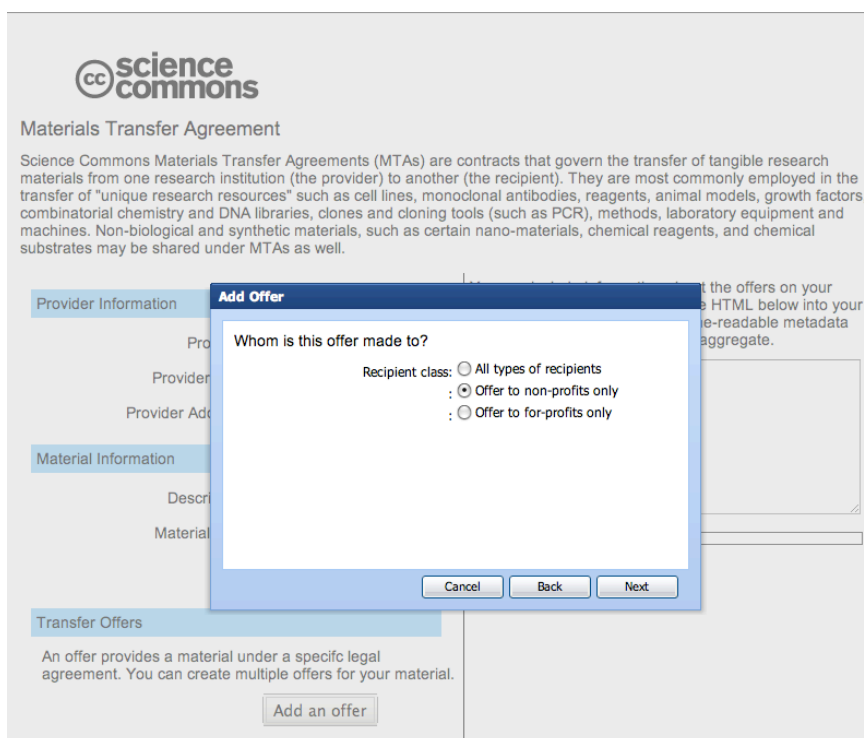 cc science
commons
Materials Transfer Agreement
Science Commons Materials Transfer Agreements (MTAs) are contracts that govern the transfer of tangible research
materials from one research institution (the provider) to another (the recipient). They are most commonly employed in the
transfer of "unique research resources" such as cell lines, monoclonal antibodies, reagents, animal models, growth factors
combinatorial chemistry and DNA libraries, clones and cloning tools (such as PCR), methods, laboratory equipment and
machines. Non-biological and synthetic materials, such as certain nano-materials, chemical reagents, and chemical
substrates may be shared under MTAs as well.
Provider Information
Pro
Provider
Provider Add
Material Information
Descri
Material
t the offers on your
HTML below into your
e-readable metadata
aggregate.
Add Offer
Whom is this offer made to?
Recipient class: All types of recipients
: Offer to non-profits only
: Offer to for-profits only
Cancel Back Next
Transfer Offers
An offer provides a material under a specifc legal
agreement. You can create multiple offers for your material.
Add an offer